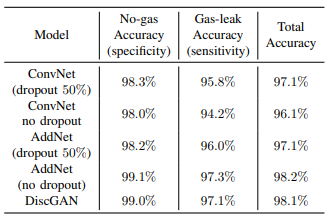 Model No-gas Accuracy (specificity) Gas-leak Accuracy (sensitivity) Total Accuracy
ConvNet (dropout 50%) 98.3% 95.8% 97.1%
ConvNet no dropout 98.0% 94.2% 96.1%
AddNet (dropout 50%) 98.2% 96.0% 97.1%
AddNet (no dropout) 99.1% 97.3% 98.2%
DiscGAN 99.0% 97.1% 98.1%